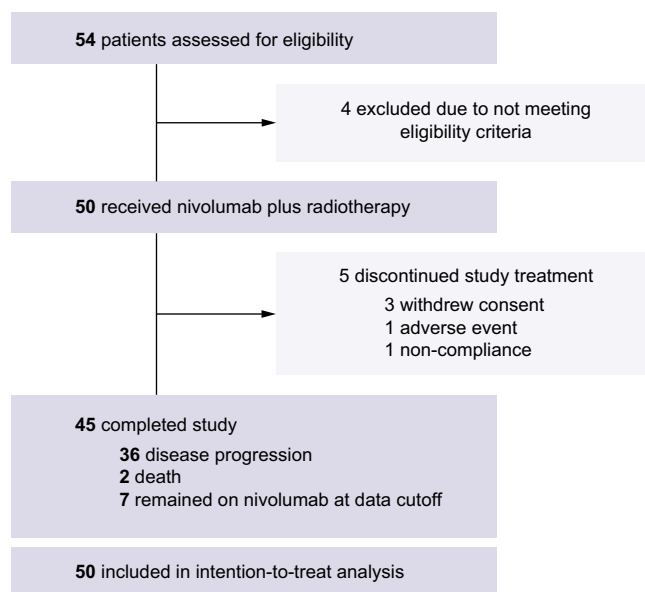 54 patients assessed for eligibility
4 excluded due to not meeting
eligibility criteria
50 received nivolumab plus radiotherapy
5 discontinued study treatment
3 withdrew consent
1 adverse event
1 non-compliance
45 completed study
36 disease progression
2 death
7 remained on nivolumab at data cutoff
50 included in intention-to-treat analysis